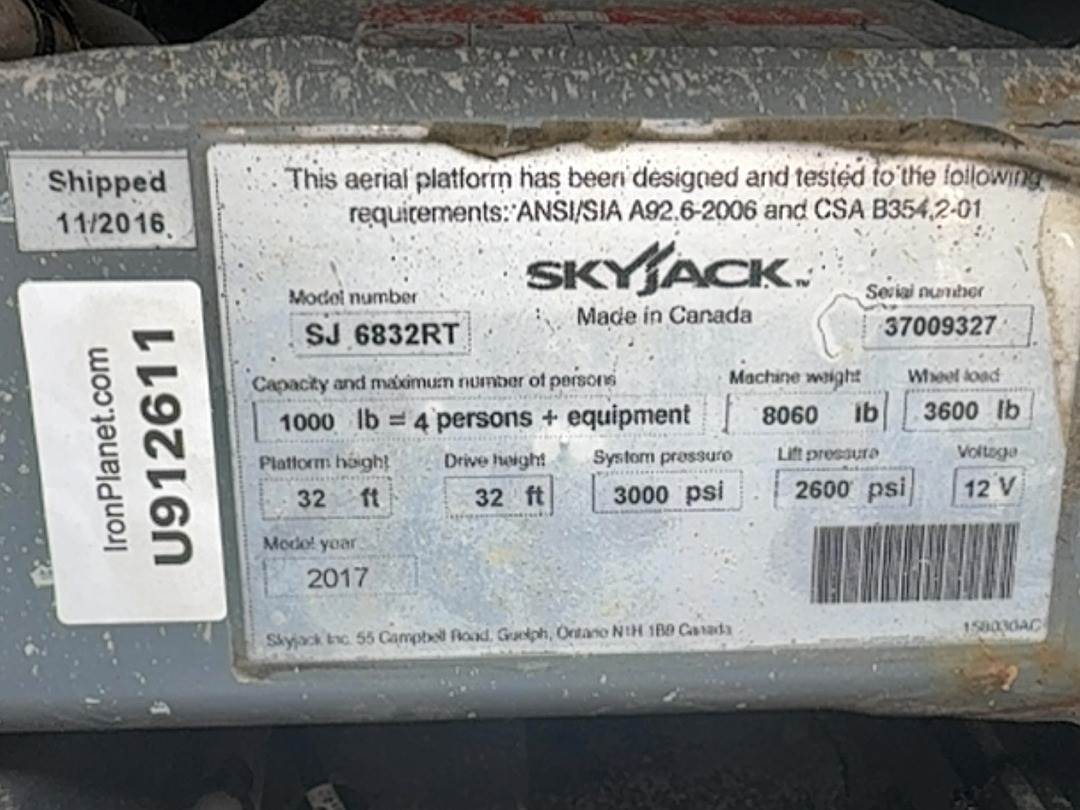 Shipped
11/2016
IronPlanet.com
U912611
This aerial platform has been designed and tested to the following
requirements: ANSI/SIA A92.6-2006 and CSA B354.2-01
SKYJACK™
Made in Canada
Model number
SJ 6832RT
Serial number
37009327
Capacity and maximum number of persons
1000 lb = 4 persons + equipment
Machine weight
8060 lb
Wheel load
3600 lb
Platform height
32 ft
Drive height
32 ft
System pressure
3000 psi
Lift pressure
2600 psi
Voltage
12 V
Model year
2017
Skyjack Inc. 55 Campbell Road, Guelph, Ontario N1H 1B9 Canada
158030AC